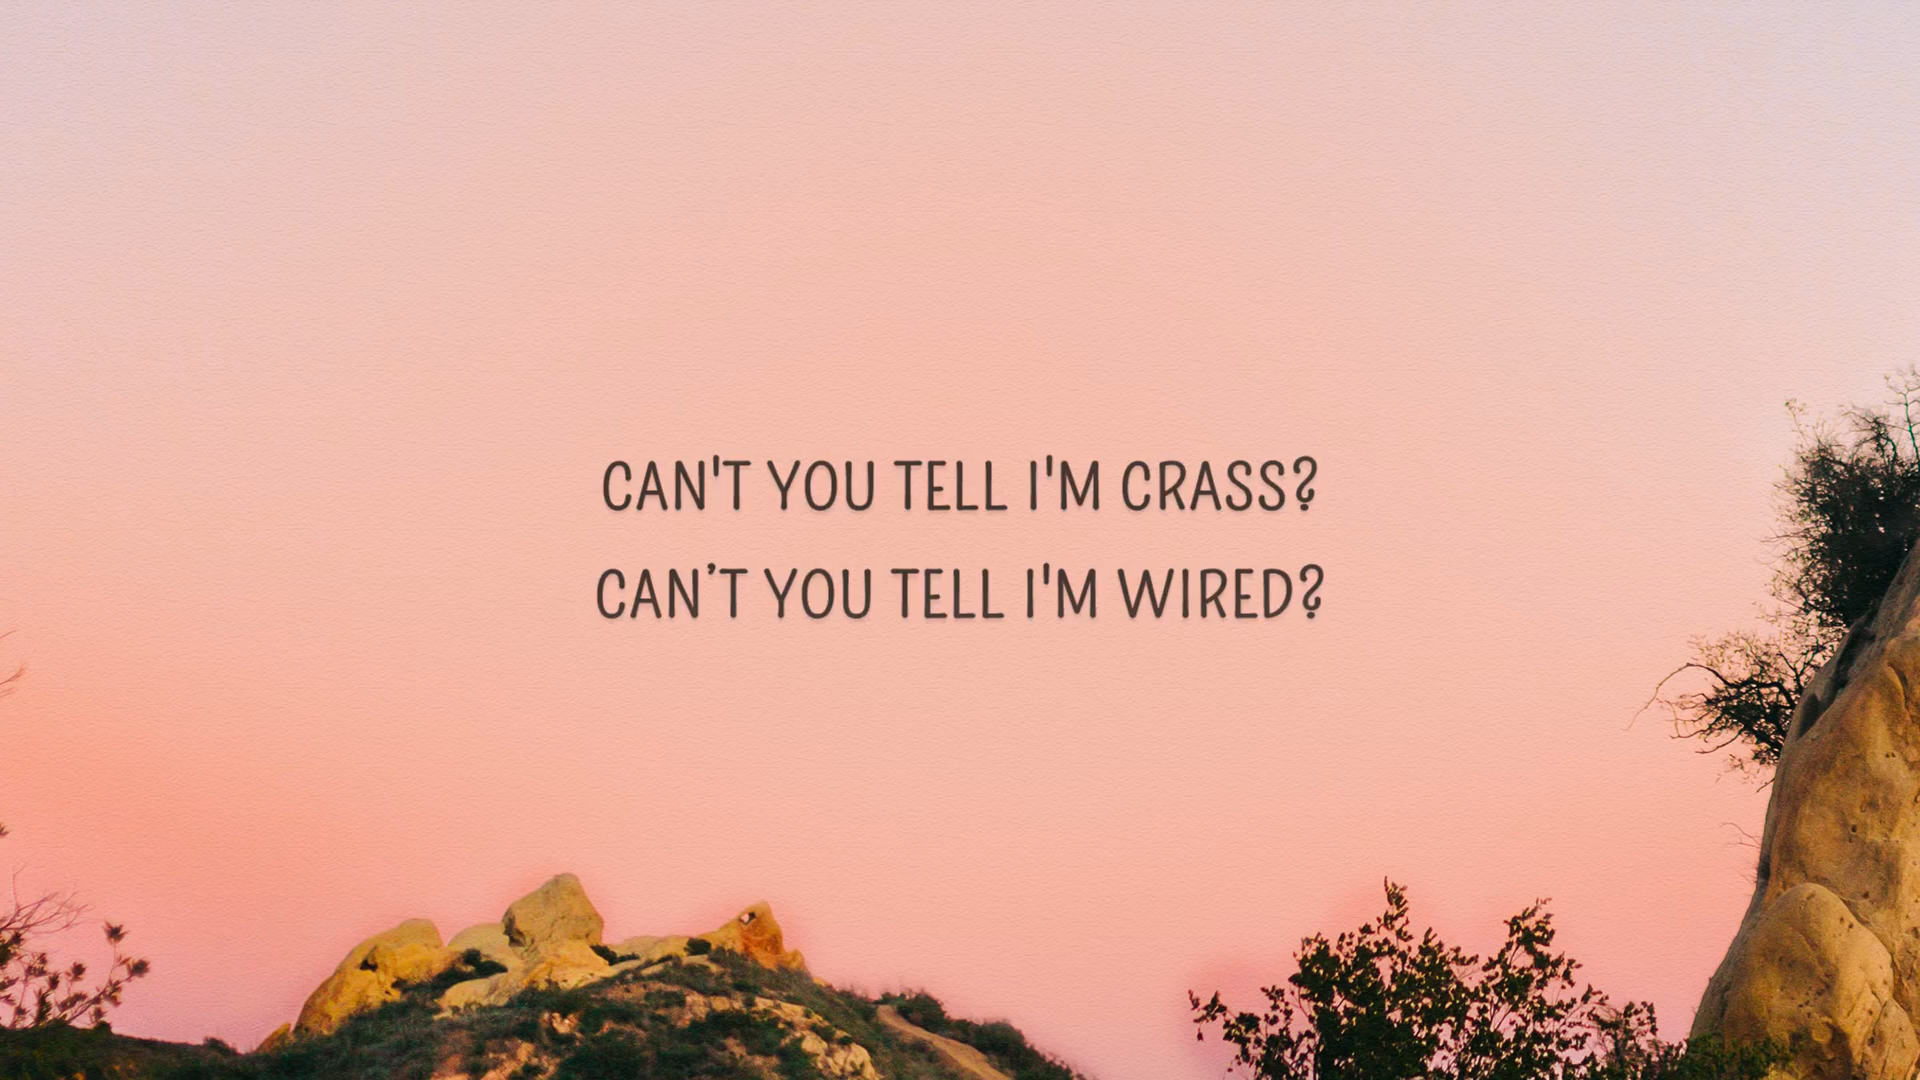 CAN'T YOU TELL I'M CRASS?
CAN’T YOU TELL I'M WIRED?